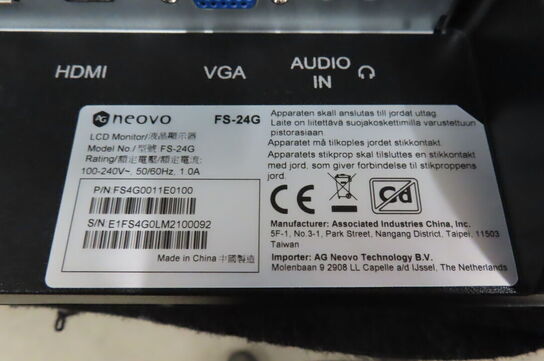 HDMI
VGA
AUDIO
IN
AG neovo FS-24G
LCD Monitor/液晶顯示器
Model No./型號 FS-24G
Rating/額定電壓/額定電流:
100-240V~, 50/60Hz, 1.0A
P/N FS4G0011E0100
S/N E1FS4G0LM2100092
Made in China 中國製造
Apparaten skall anslutas till jordat uttag.
Laite on liitettävä suojakoskettimilla varustettuun
pistorasiaan
Apparatet må tilkoples jordet stikkontakt.
Apparatets stikprop skal tilsluttes en stikkontakt
med jord, som giver forbindelse til stikproppens
jord.
CE
Cd
Manufacturer: Associated Industries China, Inc.
5F-1, No.3-1, Park Street, Nangang District, Taipei, 11503
Taiwan
Importer: AG Neovo Technology B.V.
Molenbaan 9 2908 LL Capelle a/d IJssel, The Netherlands